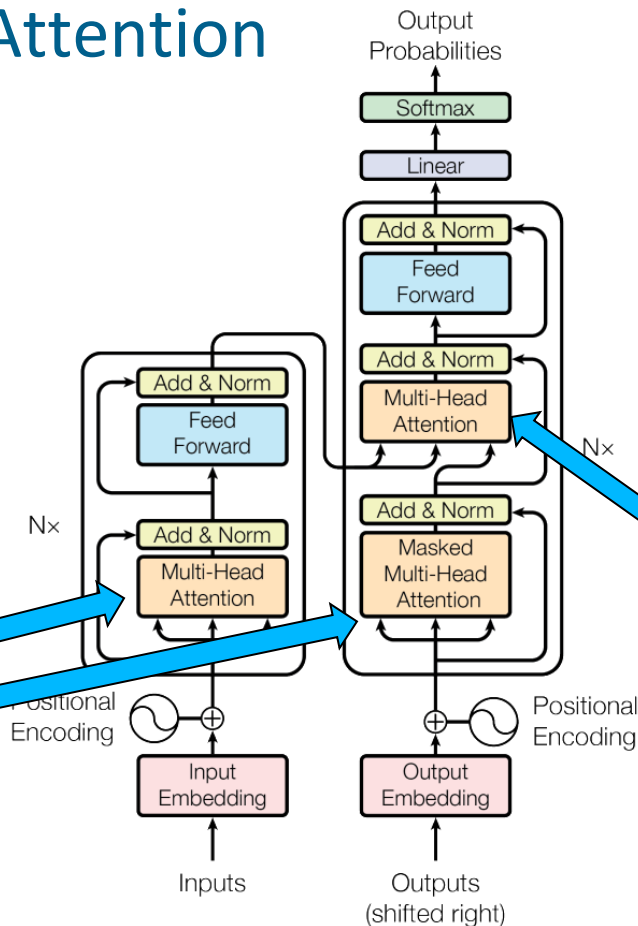 Attention
Output
Probabilities
Softmax
Linear
Add & Norm
Feed
Forward
Add & Norm
Multi-Head
Attention
N×
Add & Norm
Masked
Multi-Head
Attention
Add & Norm
Feed
Forward
N×
Add & Norm
Multi-Head
Attention
Positional
Encoding
Positional
Encoding
Input
Embedding
Output
Embedding
Inputs
Outputs
(shifted right)